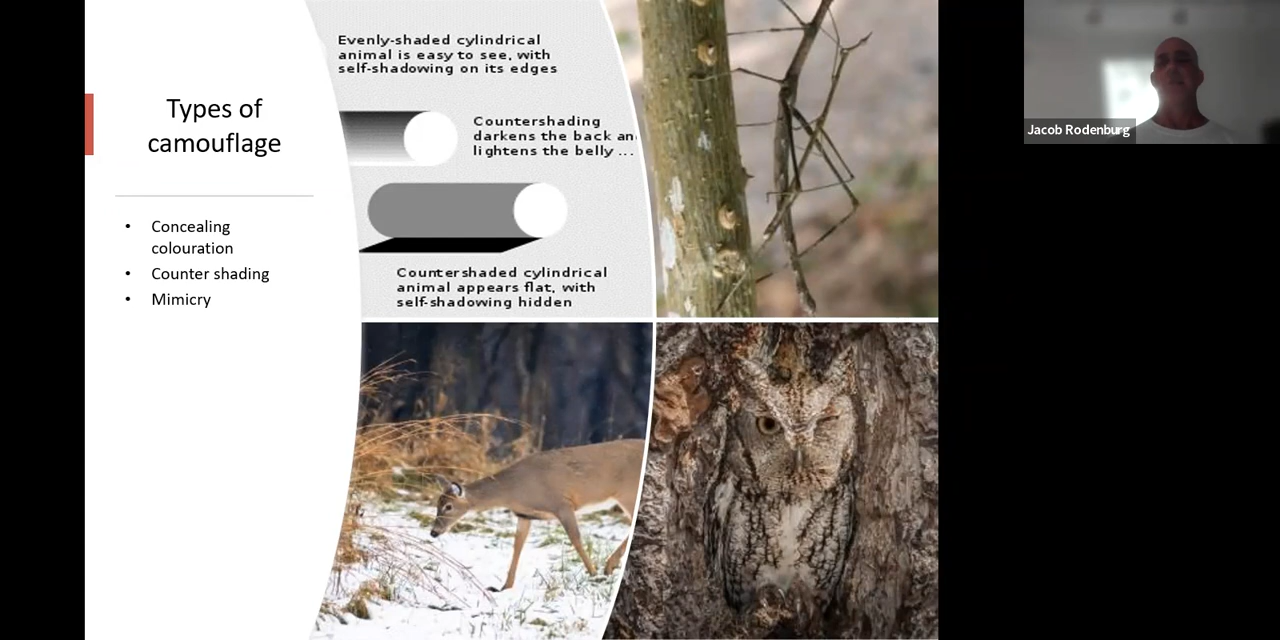 Types of
camouflage
• Concealing
colouration
• Counter shading
• Mimicry
Evenly-shaded cylindrical
animal is easy to see, with
self-shadowing on its edges
Countershading
darkens the back an
lightens the belly ...
Countershaded cylindrical
animal appears flat, with
self-shadowing hidden
Jacob Rodenburg